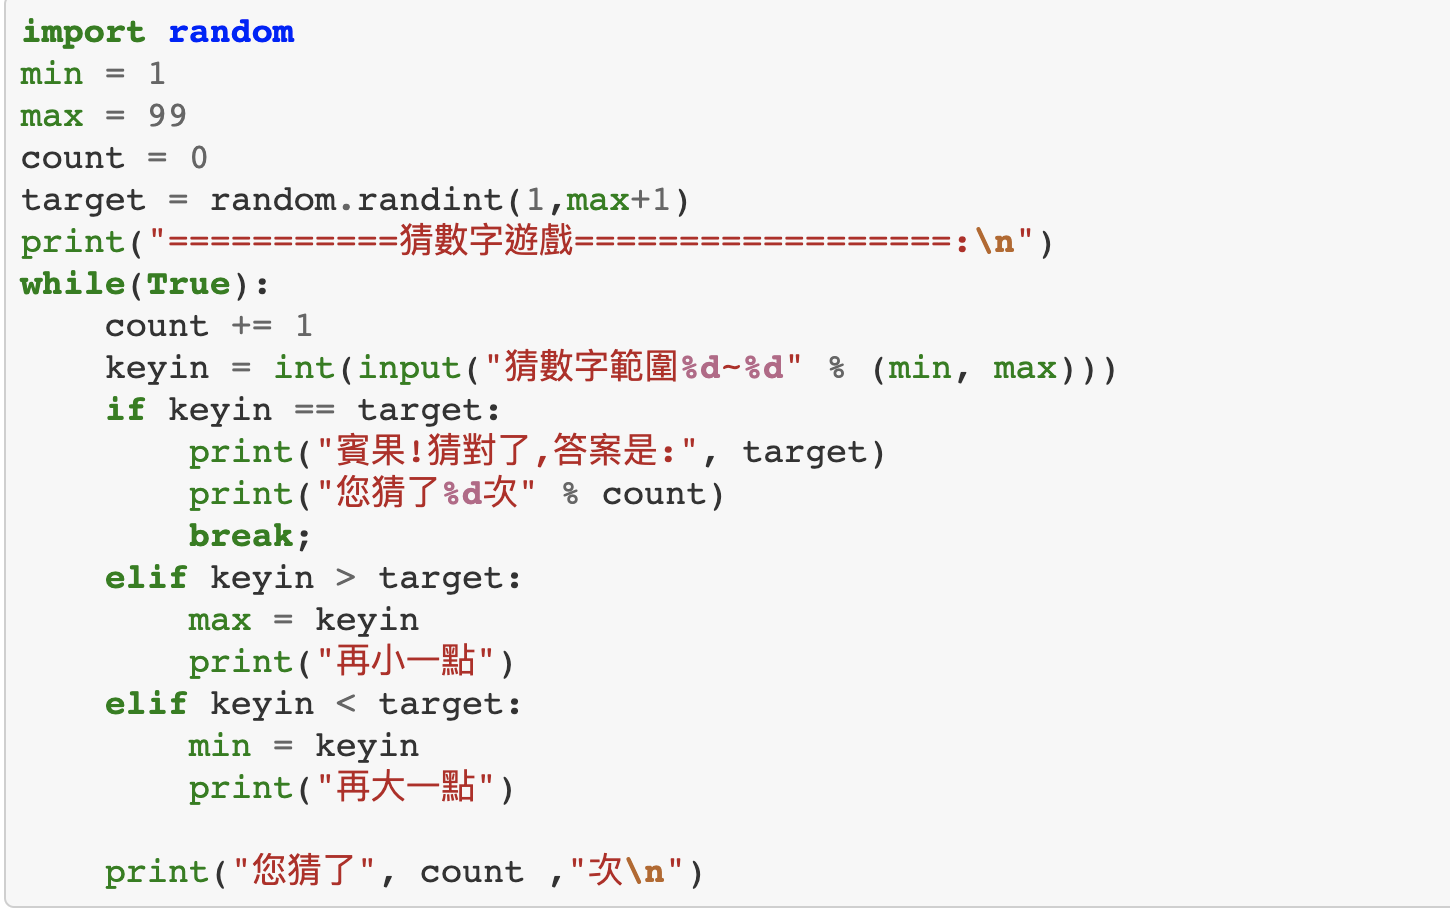 import random
min = 1
max = 99
count = 0
target = random.randint(1,max+1)
print("===========猜數字遊戲==================:\n")
while(True):
    count += 1
    keyin = int(input("猜數字範圍%d~%d" % (min, max)))
    if keyin == target:
        print("賓果!猜對了,答案是:", target)
        print("您猜了%d次" % count)
        break;
    elif keyin > target:
        max = keyin
        print("再小一點")
    elif keyin < target:
        min = keyin
        print("再大一點")
    print("您猜了", count ,"次\n")